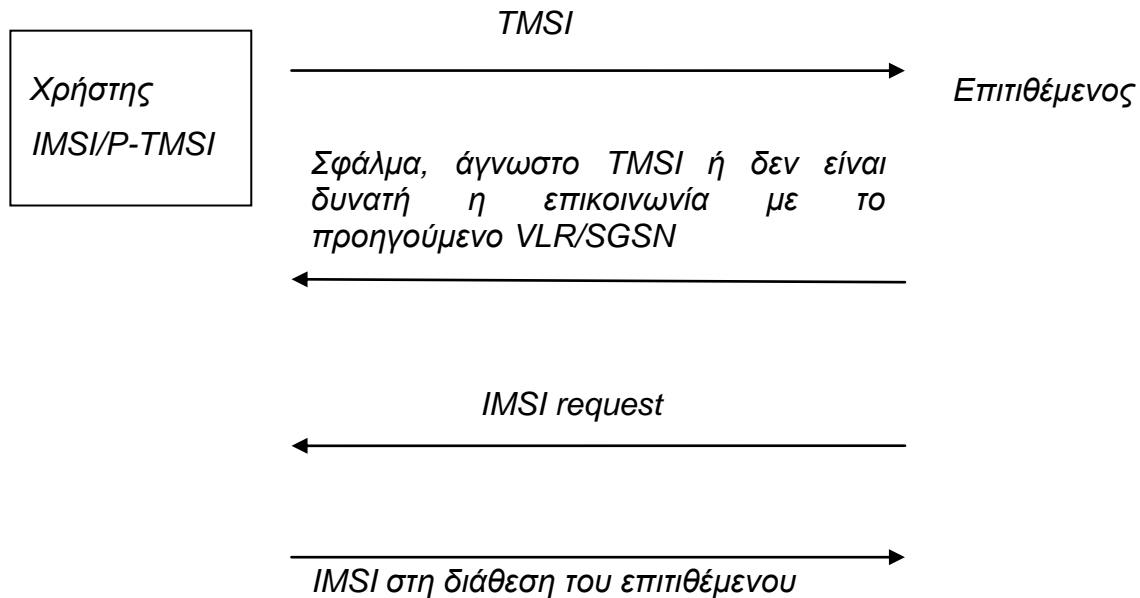 TMSI
Χρήστης
IMSI/P-TMSI
Επιτιθέμενος
Σφάλμα, άγνωστο TMSI ή δεν είναι
δυνατή η επικοινωνία με το
προηγούμενο VLR/SGSN
IMSI request
IMSI στη διάθεση του επιτιθέμενου